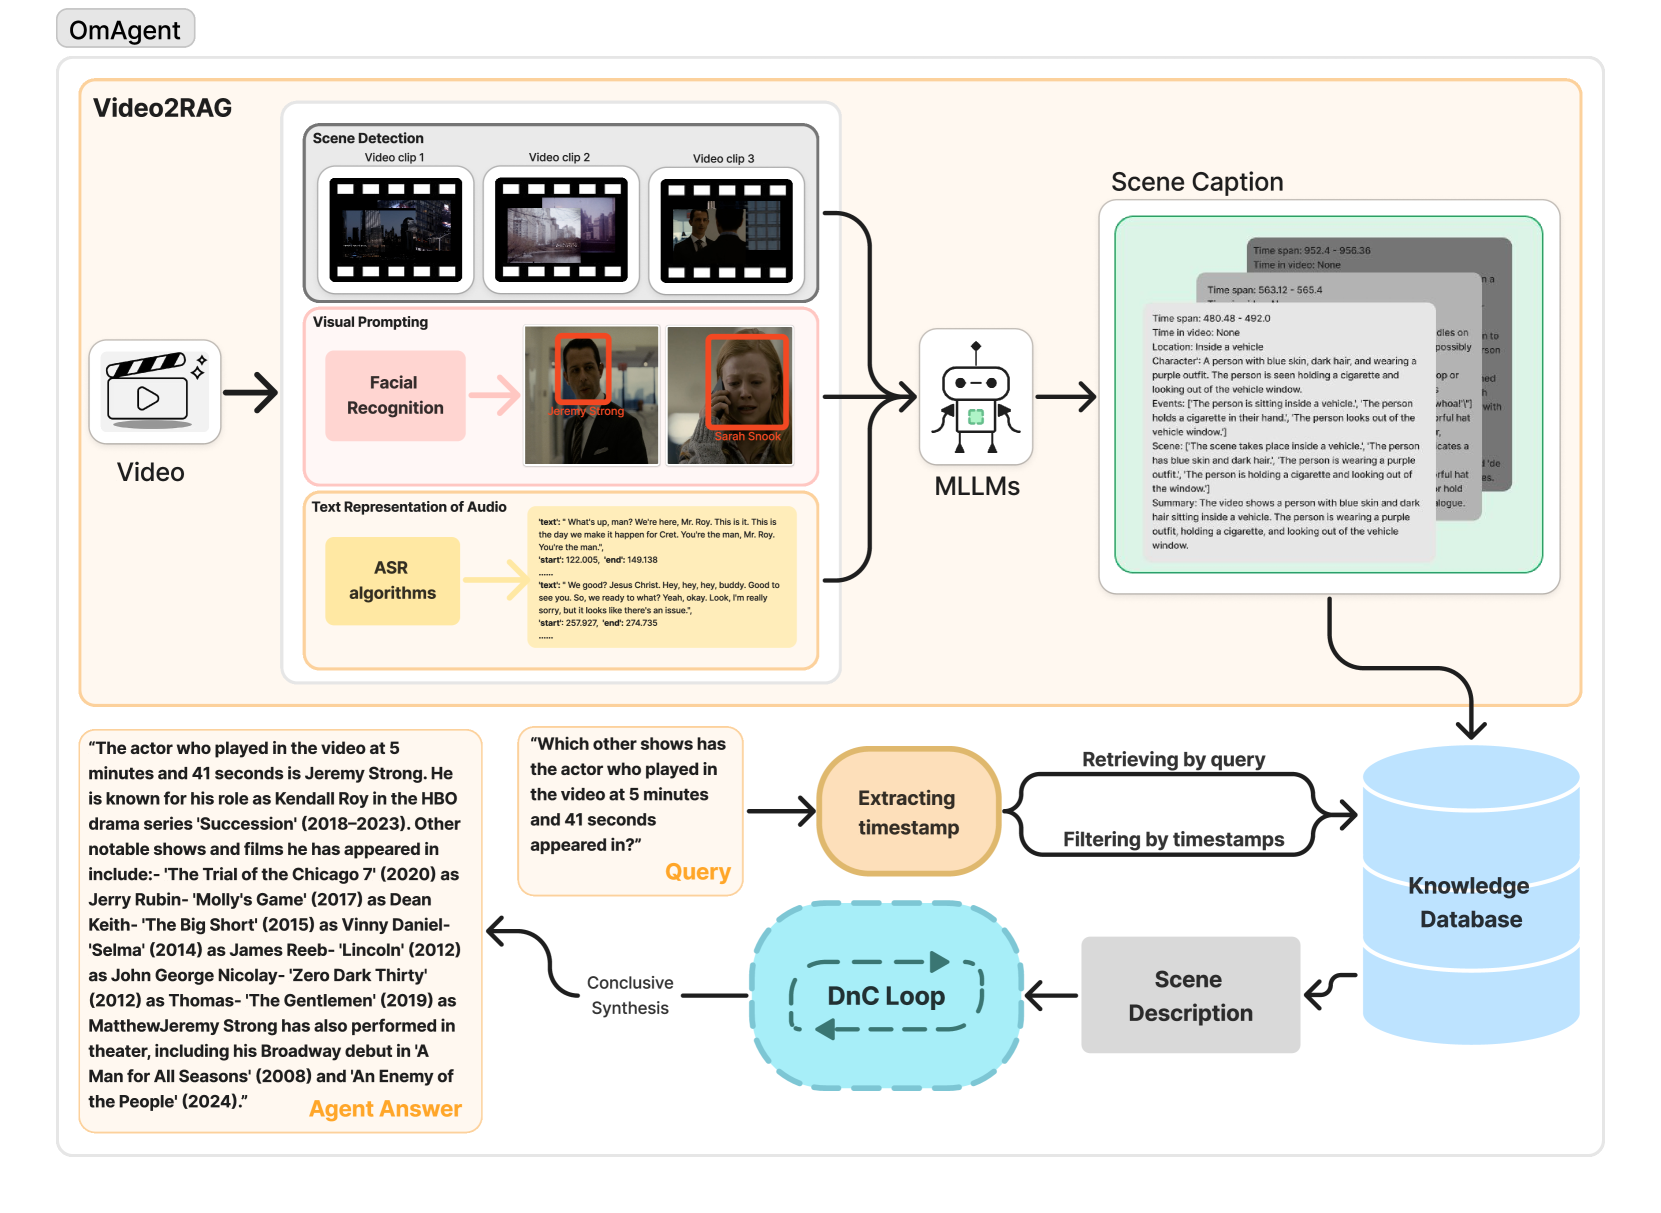 OmAgent
Video2RAG
Scene Detection
Video clip 1
Video clip 2
Video clip 3
Visual Prompting
Facial
Recognition
Jeremy Strong
Sarah Snook
Text Representation of Audio
ASR
algorithms
'text': " What's up, man? We're here, Mr. Roy. This is it. This is
the day we make it happen for Cret. You're the man, Mr. Roy.
You're the man.",
'start': 122.005, 'end': 149.138
......
'text': " We good? Jesus Christ. Hey, hey, hey, buddy. Good to
see you. So, we ready to what? Yeah, okay. Look, I'm really
sorry, but it looks like there's an issue.",
'start': 257.927, 'end': 274.735
......
Video
MLLMs
Scene Caption
Time span: 952.4 - 956.36
Time in video: None
Time span: 563.12 - 565.4
Time span: 480.48 - 492.0
Time in video: None
Location: Inside a vehicle
Character': A person with blue skin, dark hair, and wearing a
purple outfit. The person is seen holding a cigarette and
looking out of the vehicle window.
Events: ['The person is sitting inside a vehicle.', 'The person
holds a cigarette in their hand.', 'The person looks out of the
vehicle window.']
Scene: ['The scene takes place inside a vehicle.', 'The person
has blue skin and dark hair.', 'The person is wearing a purple
outfit.', 'The person is holding a cigarette and looking out of
the window.']
Summary: The video shows a person with blue skin and dark
hair sitting inside a vehicle. The person is wearing a purple
outfit, holding a cigarette, and looking out of the vehicle
window.
“The actor who played in the video at 5
minutes and 41 seconds is Jeremy Strong. He
is known for his role as Kendall Roy in the HBO
drama series 'Succession' (2018–2023). Other
notable shows and films he has appeared in
include:- 'The Trial of the Chicago 7' (2020) as
Jerry Rubin- 'Molly's Game' (2017) as Dean
Keith- 'The Big Short' (2015) as Vinny Daniel-
'Selma' (2014) as James Reeb- 'Lincoln' (2012)
as John George Nicolay- 'Zero Dark Thirty'
(2012) as Thomas- 'The Gentlemen' (2019) as
MatthewJeremy Strong has also performed in
theater, including his Broadway debut in 'A
Man for All Seasons' (2008) and 'An Enemy of
the People' (2024).”
Agent Answer
“Which other shows has
the actor who played in
the video at 5 minutes
and 41 seconds
appeared in?”
Query
Extracting
timestamp
Retrieving by query
Filtering by timestamps
Knowledge
Database
Scene
Description
DnC Loop
Conclusive
Synthesis